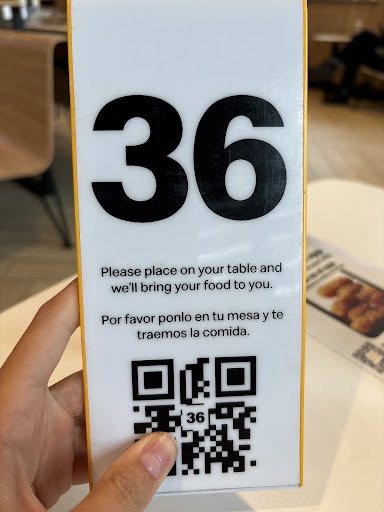 36
Please place on your table and
we'll bring your food to you.
Por favor ponlo en tu mesa y te
traemos la comida.
36